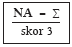 NA = Σ
skor 3